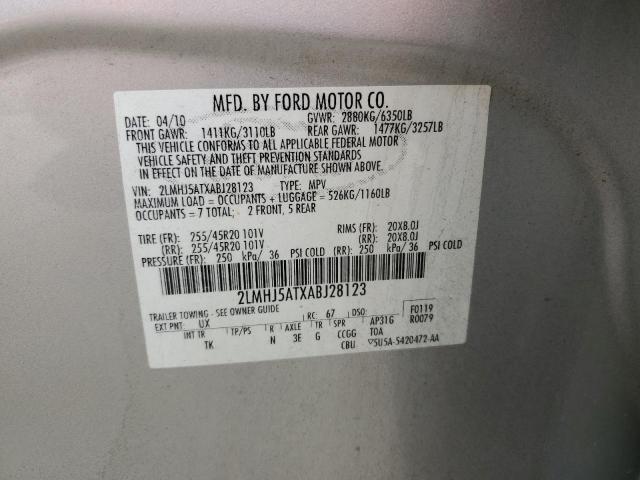 MFD. BY FORD MOTOR CO.
DATE: 04/10 GVWR: 2880KG/6350LB
FRONT GAWR: 1411KG/3110LB REAR GAWR: 1477KG/3257LB
THIS VEHICLE CONFORMS TO ALL APPLICABLE FEDERAL MOTOR
VEHICLE SAFETY AND THEFT PREVENTION STANDARDS
IN EFFECT ON THE DATE OF MANUFACTURE SHOWN ABOVE.
VIN: 2LMHJ5ATXABJ28123 TYPE: MPV
MAXIMUM LOAD = OCCUPANTS + LUGGAGE = 526KG/1160LB
OCCUPANTS = 7 TOTAL; 2 FRONT, 5 REAR
TIRE (FR): 255/45R20 101V RIMS (FR): 20X8.0J
(RR): 255/45R20 101V (RR): 20X8.0J
PRESSURE (FR): 250 kPa/ 36 PSI COLD (RR): 250 kPa/ 36 PSI COLD
2LMHJ5ATXABJ28123
TRAILER TOWING - SEE OWNER GUIDE RC: 67 DSO: F0119
EXT PNT: UX AP31G R0079
INT TR TP/PS R AXLE TR SPR TOA
TK N 3E G CCGG
CBU ▽5U5A-5420472-AA